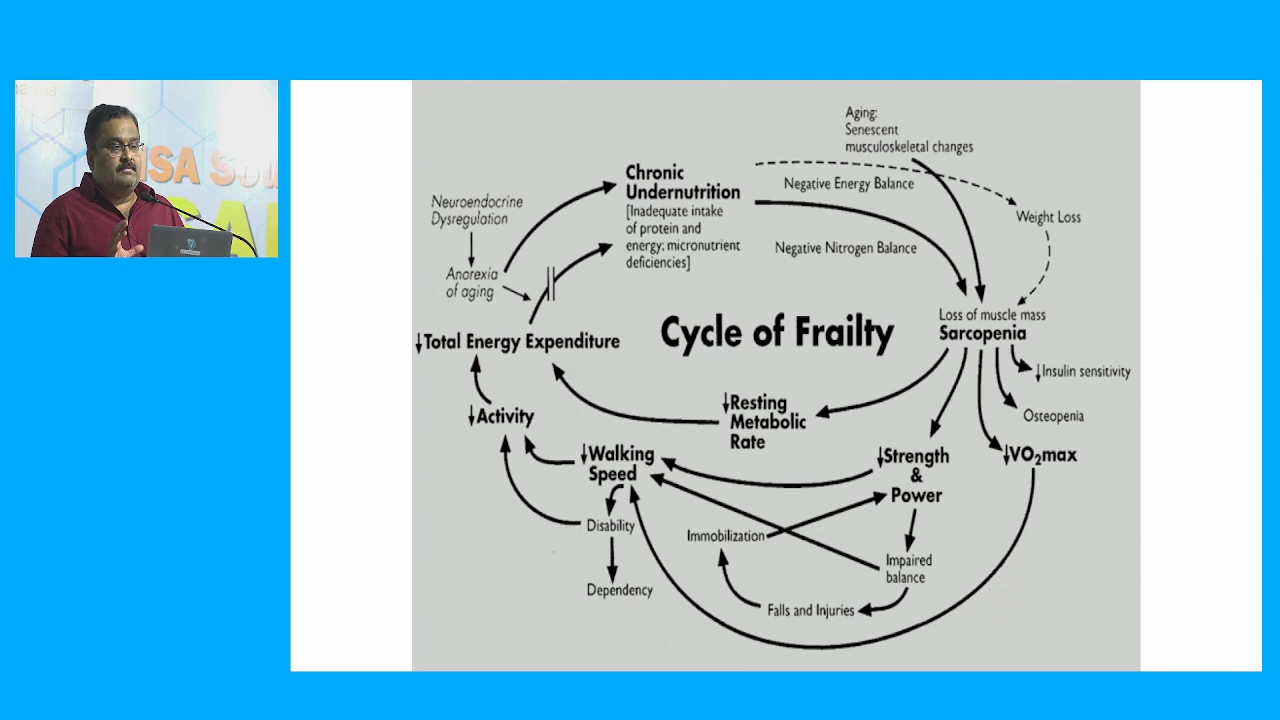 ISA
Aging:
Senescent
musculoskeletal changes
Chronic
Undernutrition
[Inadequate intake
of protein and
energy; micronutrient
deficiencies]
Negative Energy Balance
Negative Nitrogen Balance
Weight Loss
Neuroendocrine
Dysregulation
Anorexia
of aging
↓Total Energy Expenditure
Cycle of Frailty
Loss of muscle mass
Sarcopenia
↓Insulin sensitivity
Osteopenia
↓VO₂max
↓Resting
Metabolic
Rate
↓Activity
↓Walking
Speed
↓Strength
&
Power
Disability
Dependency
Immobilization
Impaired
balance
Falls and Injuries